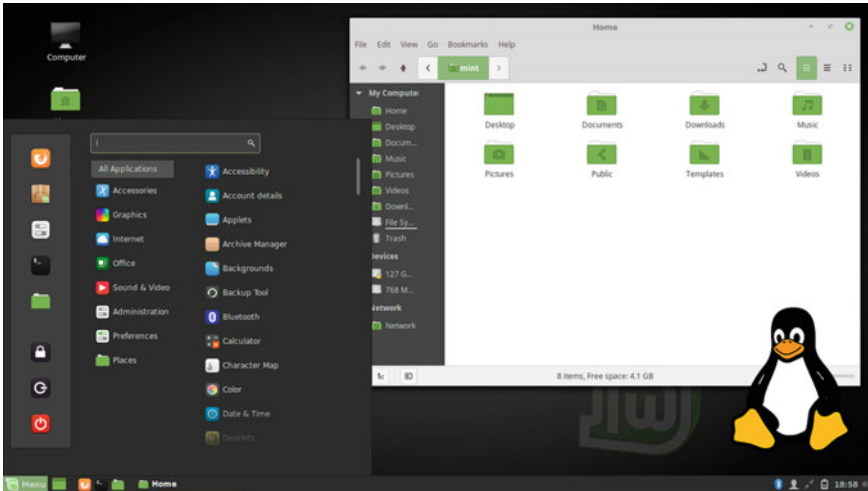 Computer
Home
File Edit View Go Bookmarks Help
mint
My Compute
Home
Desktop
Docum...
Music
Pictures
Videos
Downl...
File Sy...
Trash
Devices
127 G...
768 M...
Network
Network
Desktop
Documents
Downloads
Music
Pictures
Public
Templates
Videos
8 items, Free space: 4.1 GB
All Applications
Accessories
Graphics
Internet
Office
Sound & Video
Administration
Preferences
Places
Accessibility
Account details
Applets
Archive Manager
Backgrounds
Backup Tool
Bluetooth
Calculator
Character Map
Color
Date & Time
Desklets
Menu
Home
18:58